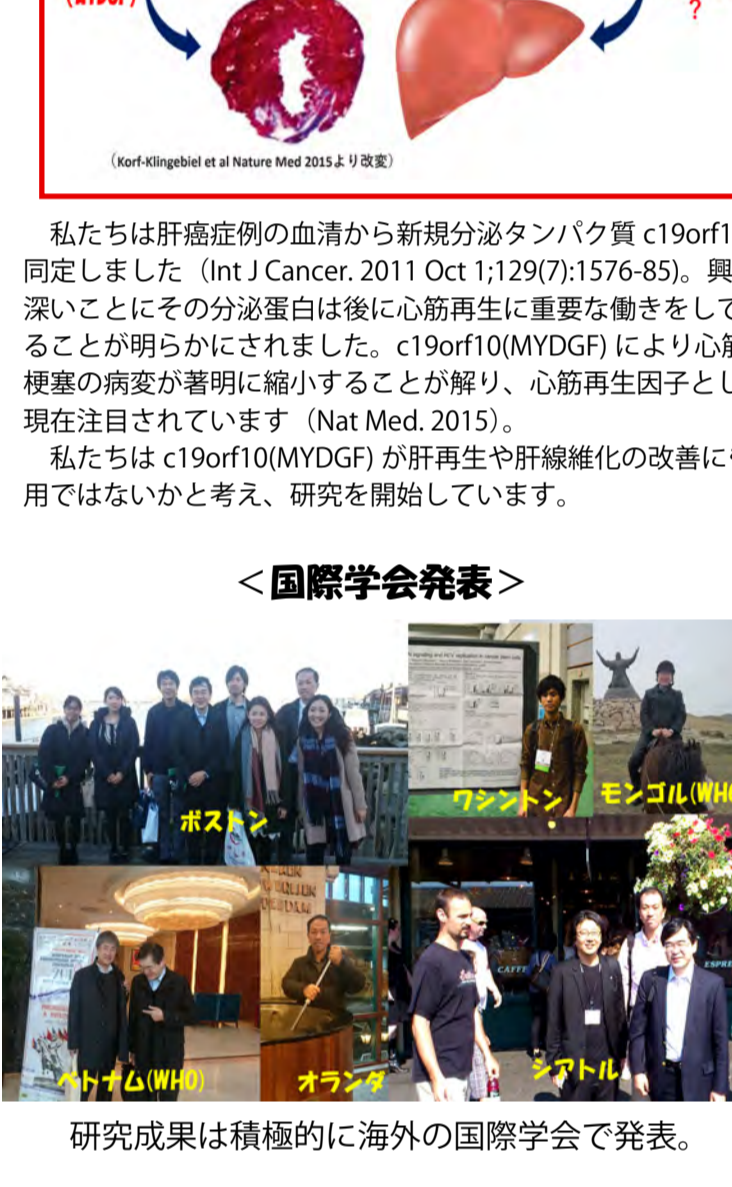 (MYDGF)
?
（Korf-Klingebiel et al Nature Med 2015より改変）
私たちは肝癌症例の血清から新規分泌タンパク質 c19orf1
同定しました（Int J Cancer. 2011 Oct 1;129(7):1576-85)。興
深いことにその分泌蛋白は後に心筋再生に重要な働きをして
ることが明らかにされました。c19orf10(MYDGF) により心筋
梗塞の病変が著明に縮小することが解り、心筋再生因子とし
現在注目されています（Nat Med. 2015）。
私たちは c19orf10(MYDGF) が肝再生や肝線維化の改善に
用ではないかと考え、研究を開始しています。
＜国際学会発表＞
ボストン
ワシントン
モンゴル(WHO
ベトナム(WHO)
オランダ
CAFFE
シアトル
研究成果は積極的に海外の国際学会で発表。